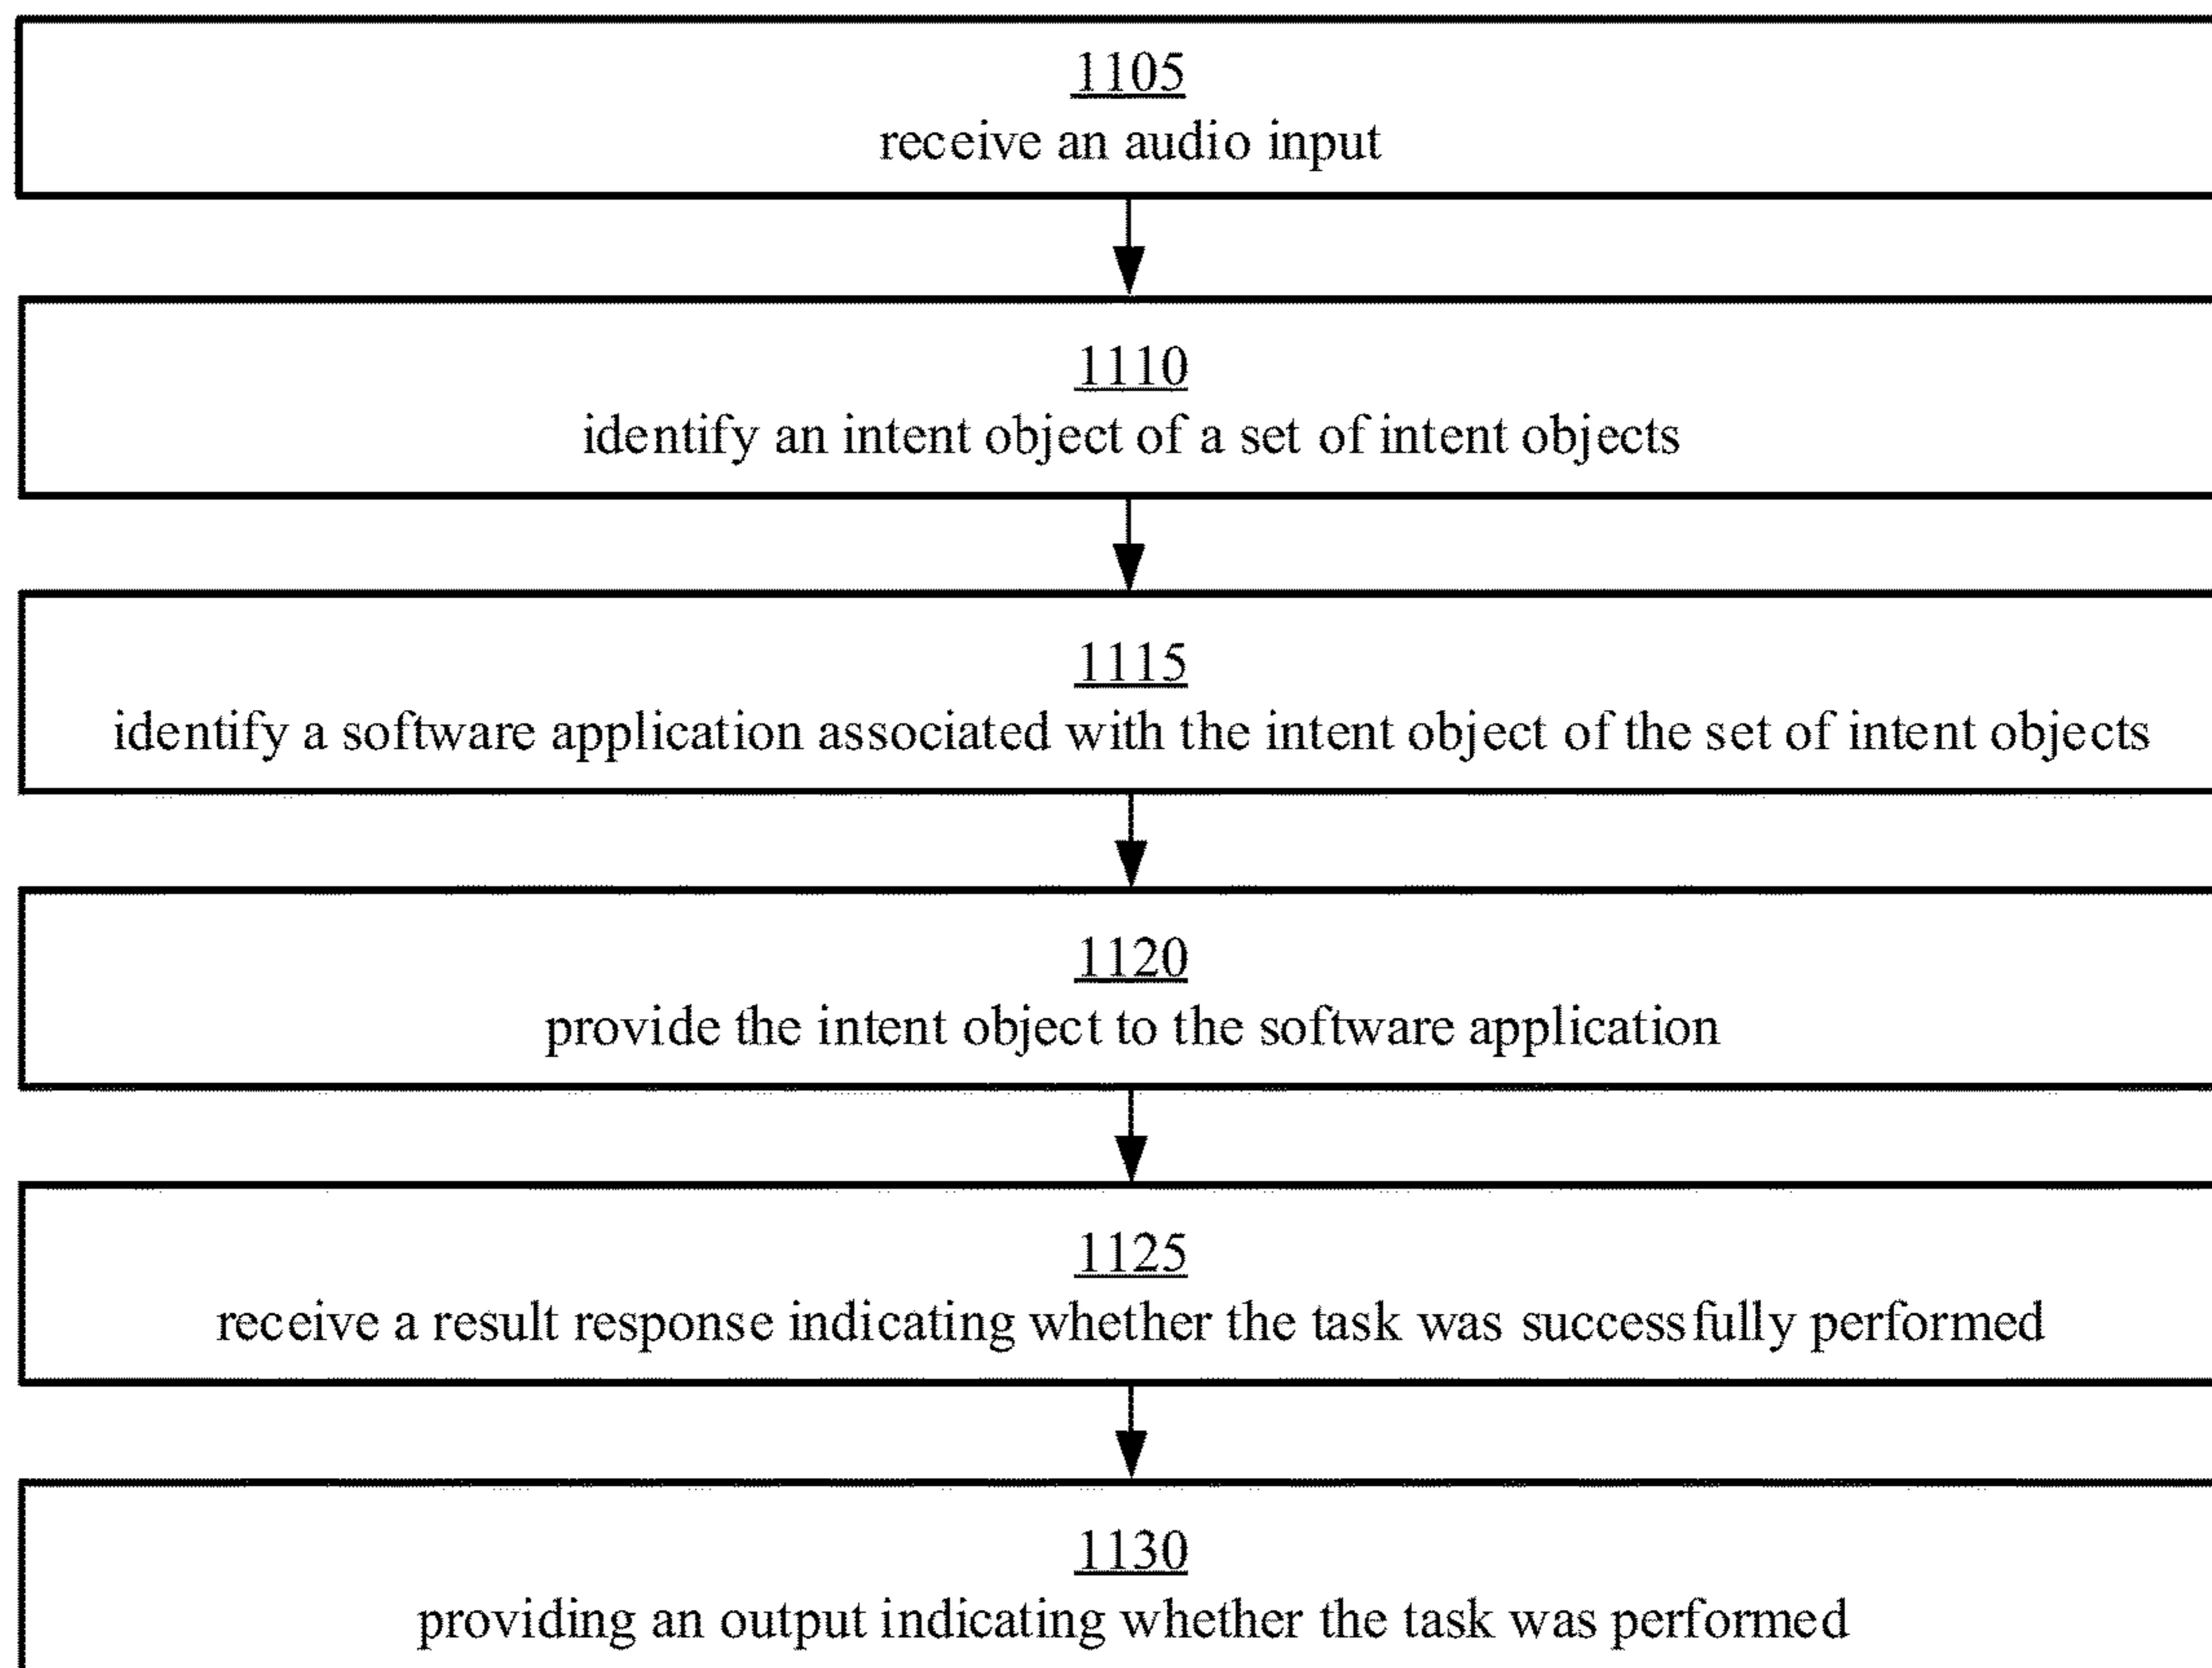 1105
receive an audio input
1110
identify an intent object of a set of intent objects
1115
identify a software application associated with the intent object of the set of intent objects
1120
provide the intent object to the software application
1125
receive a result response indicating whether the task was successfully performed
1130
providing an output indicating whether the task was performed